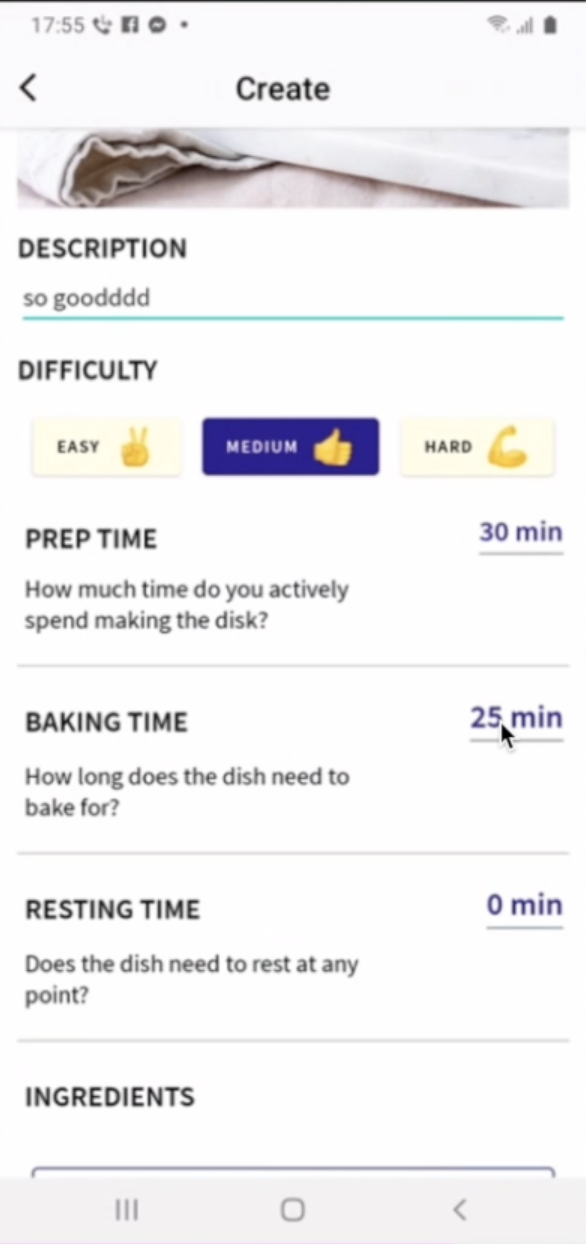 17:55
Create
DESCRIPTION
so goodddd
DIFFICULTY
EASY MEDIUM HARD
PREP TIME 30 min
How much time do you actively
spend making the disk?
BAKING TIME 25 min
How long does the dish need to
bake for?
RESTING TIME 0 min
Does the dish need to rest at any
point?
INGREDIENTS